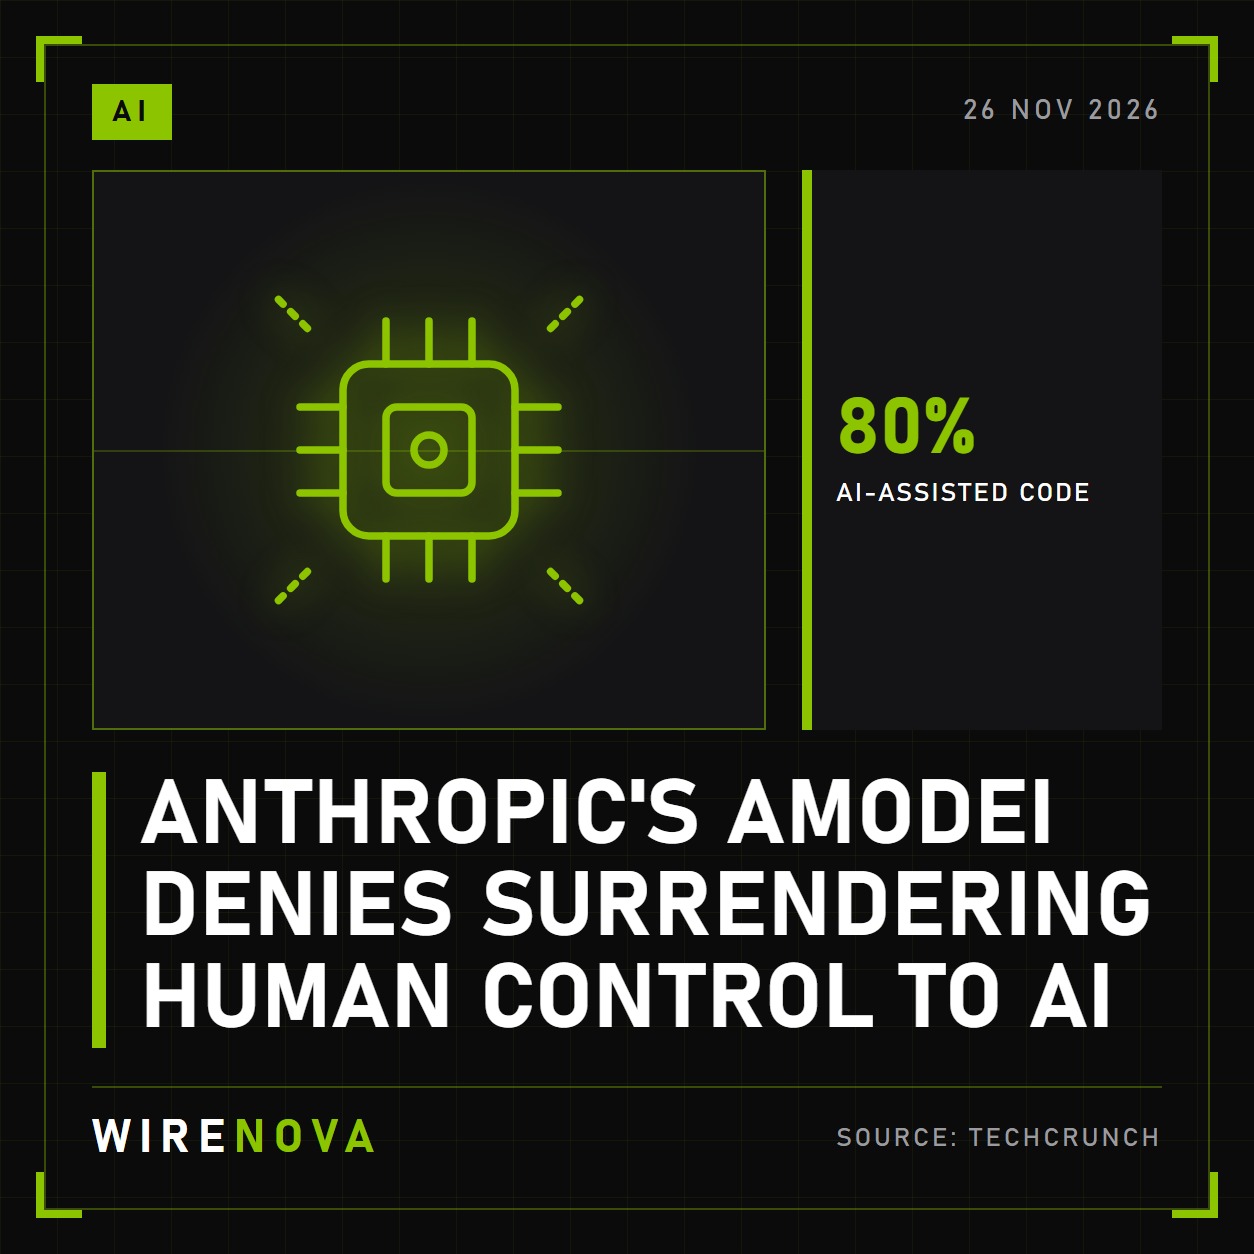 AI
26 NOV 2026
80%
AI-ASSISTED CODE
ANTHROPIC'S AMODEI
DENIES SURRENDERING
HUMAN CONTROL TO AI
WIRENOVA
SOURCE: TECHCRUNCH